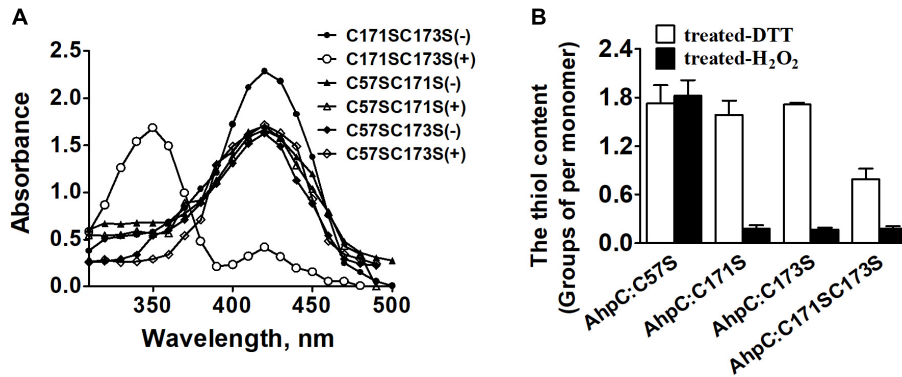 A
C171SC173S(-)
C171SC173S(+)
C57SC171S(-)
C57SC171S(+)
C57SC173S(-)
C57SC173S(+)
Absorbance
2.5
2.0
1.5
1.0
0.5
0.0
350
400
450
500
Wavelength, nm
B
treated-DTT
treated-H₂O₂
The thiol content
(Groups of per monomer)
2.4
1.8
1.2
0.6
0.0
AhpC:C57S
AhpC:C171S
AhpC:C173S
AhpC:C171SC173S